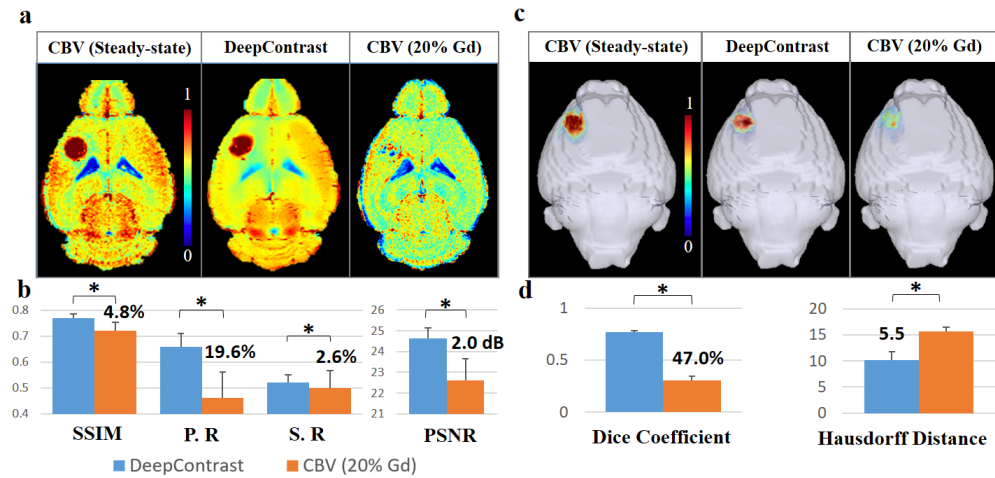 a
CBV (Steady-state) DeepContrast CBV (20% Gd)
1
0
c
CBV (Steady-state) DeepContrast CBV (20% Gd)
1
0
b
0.8
0.7
0.6
0.5
0.4
* 4.8%
* 19.6%
* 2.6%
SSIM P. R S. R
26
25
24
23
22
21
* 2.0 dB
PSNR
DeepContrast CBV (20% Gd)
d
1
0.5
0
* 47.0%
Dice Coefficient
20
15
10
5
0
* 5.5
Hausdorff Distance